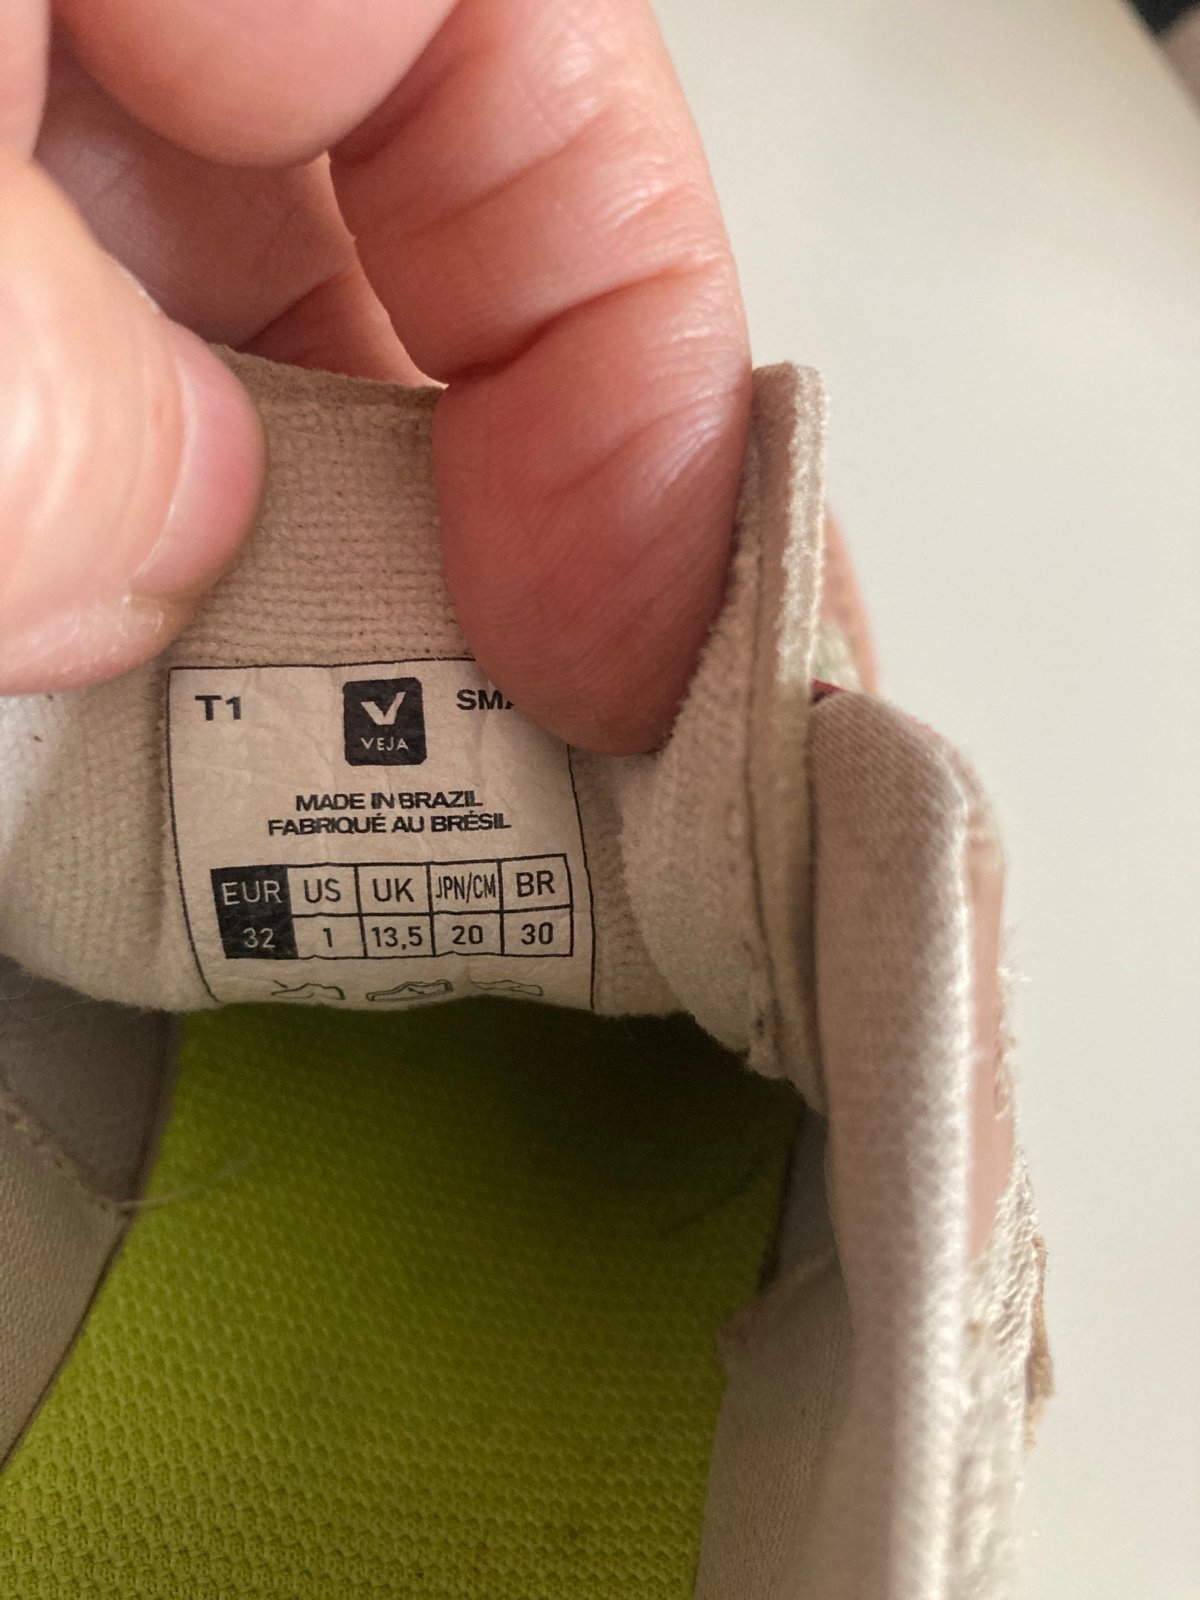 T1
VEJA
MADE IN BRAZIL
FABRIQUÉ AU BRÉSIL
EUR US UK JPN/CM BR
32 1 13,5 20 30